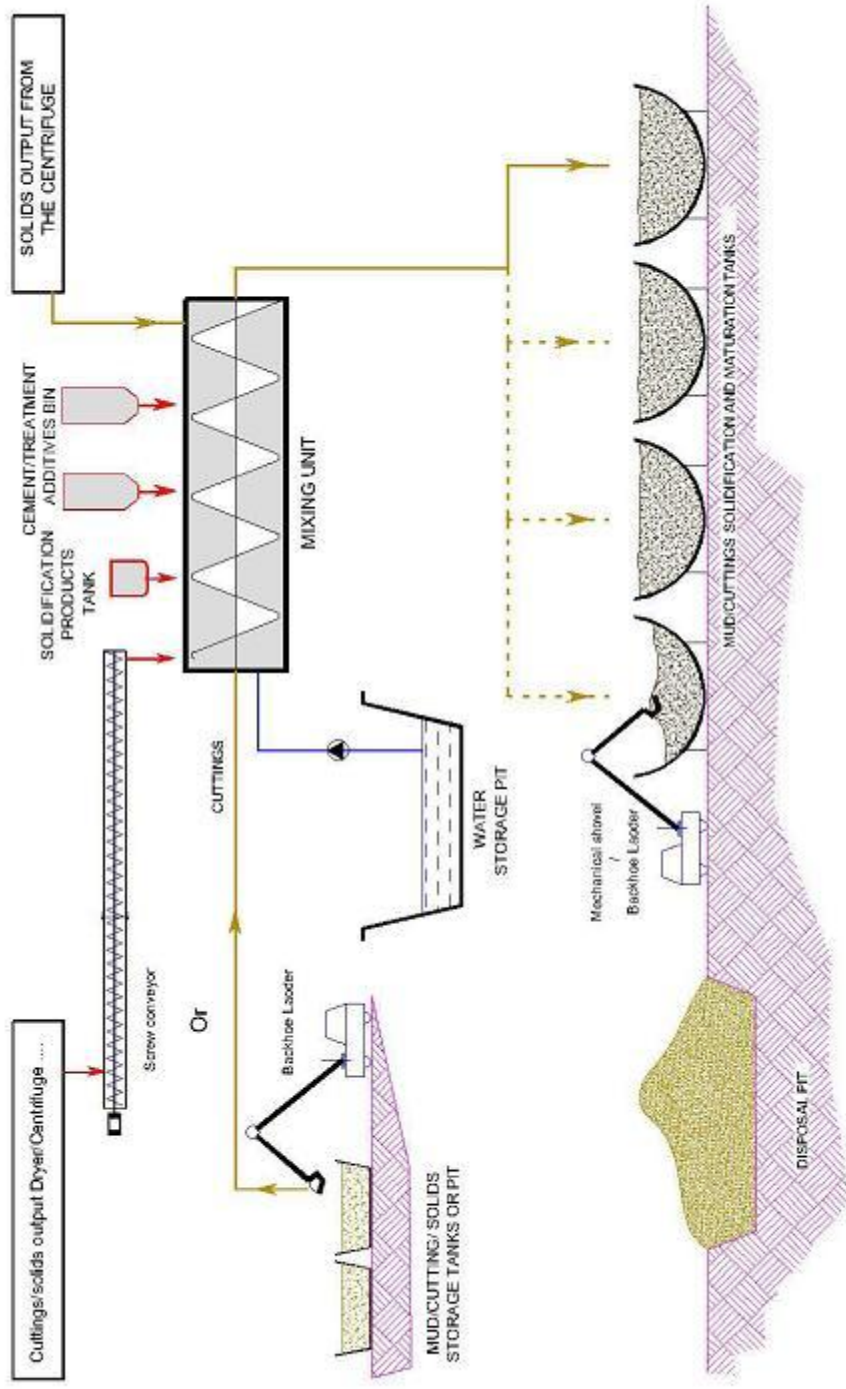 Cuttings/solids output Dryer/Centrifuge ....
SOLIDS OUTPUT FROM
THE CENTRIFUGE
Screw conveyor
SOLIDIFICATION
PRODUCTS
TANK
CEMENT/TREATMENT
ADDITIVES BIN
Or
CUTTINGS
MIXING UNIT
Backhoe Laoder
MUD/CUTTING/ SOLIDS
STORAGE TANKS OR PIT
WATER
STORAGE PIT
Mechanical shovel
/
Backhoe Laoder
MUD/CUTTINGS SOLIDIFICATION AND MATURATION TANKS
DISPOSAL PIT